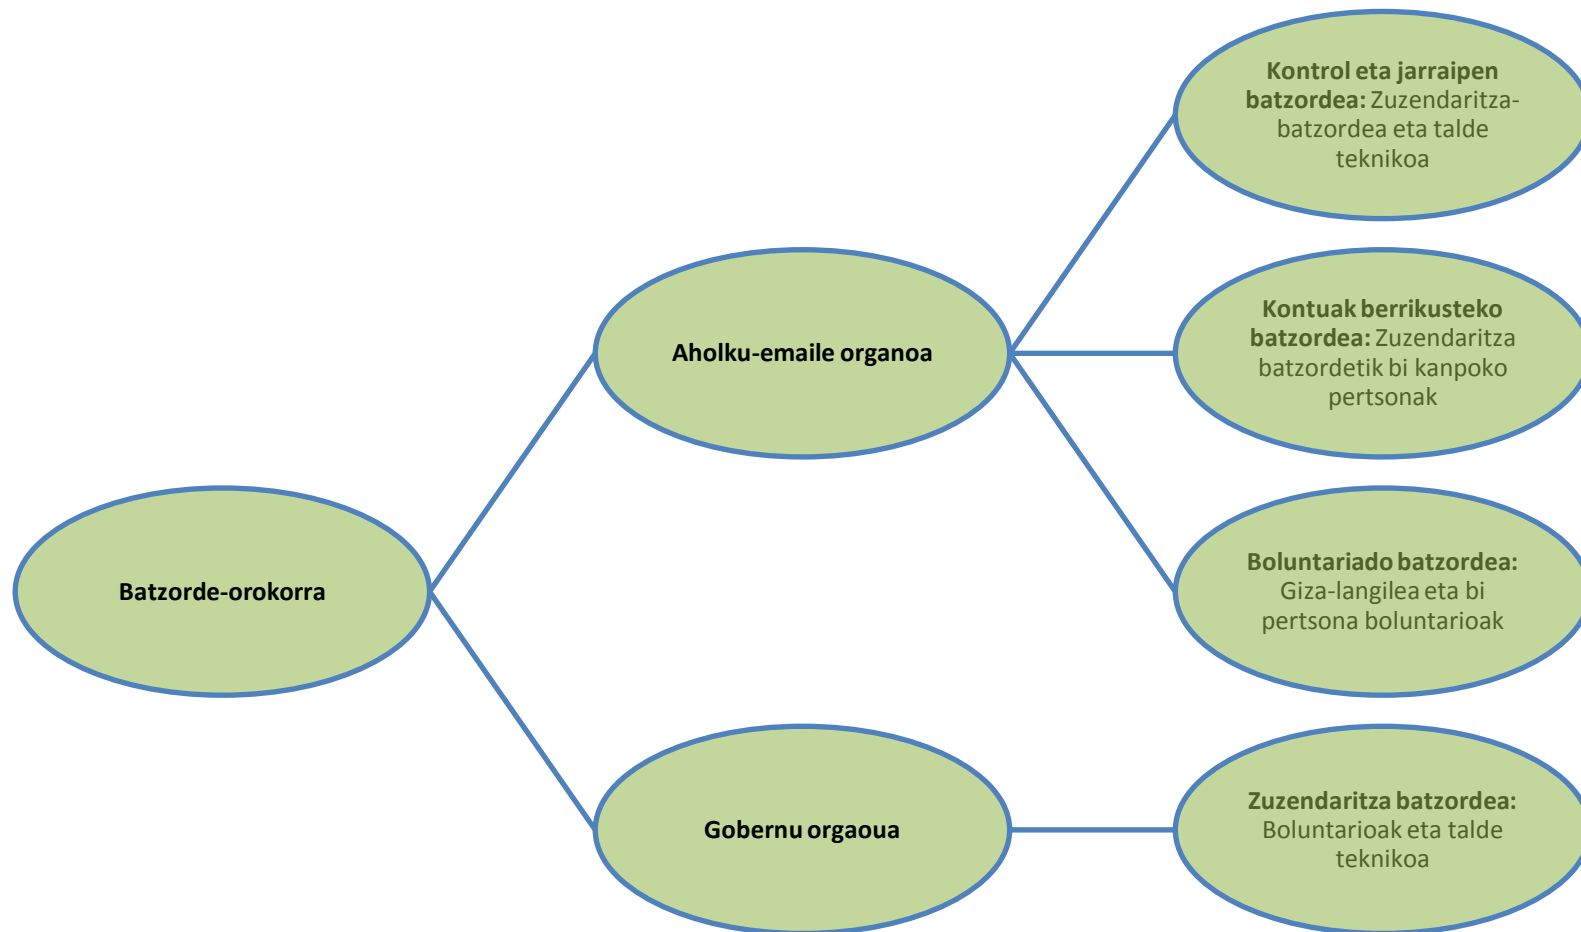 Kontrol eta jarraipen
batzordea: Zuzendaritza-
batzordea eta talde
teknikoa
Aholku-emaile organoa
Kontuak berrikusteko
batzordea: Zuzendaritza
batzordetik bi kanpoko
pertsonak
Batzorde-orokorra
Boluntariado batzordea:
Giza-langilea eta bi
pertsona boluntarioak
Gobernu orgaoua
Zuzendaritza batzordea:
Boluntarioak eta talde
teknikoa